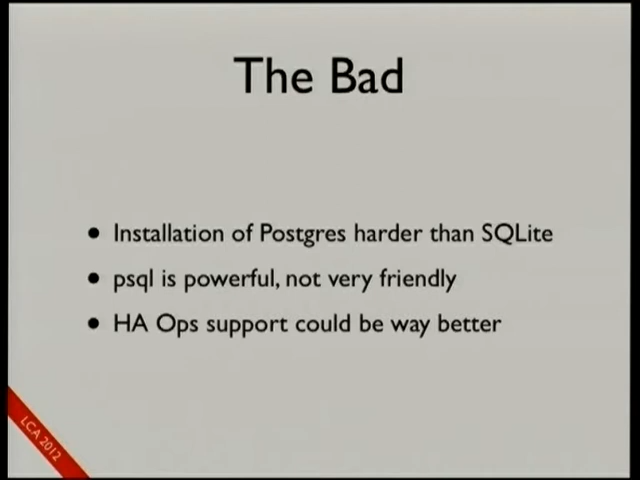 The Bad
• Installation of Postgres harder than SQLite
• psql is powerful, not very friendly
• HA Ops support could be way better
LCA 2012